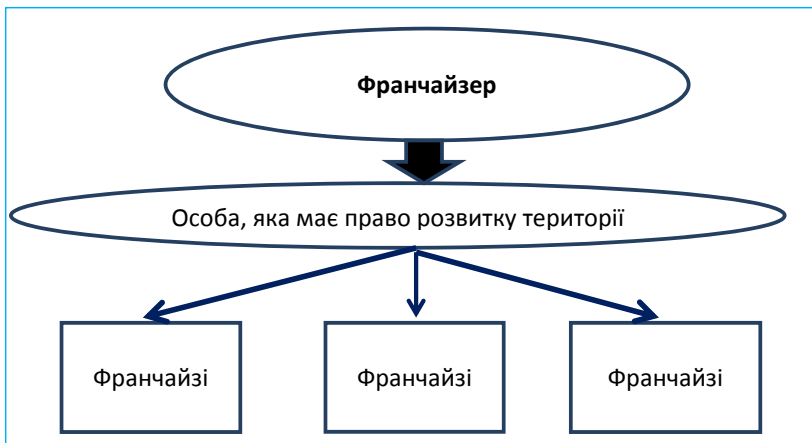 Франчайзер
Особа, яка має право розвитку території
Франчайзі
Франчайзі
Франчайзі